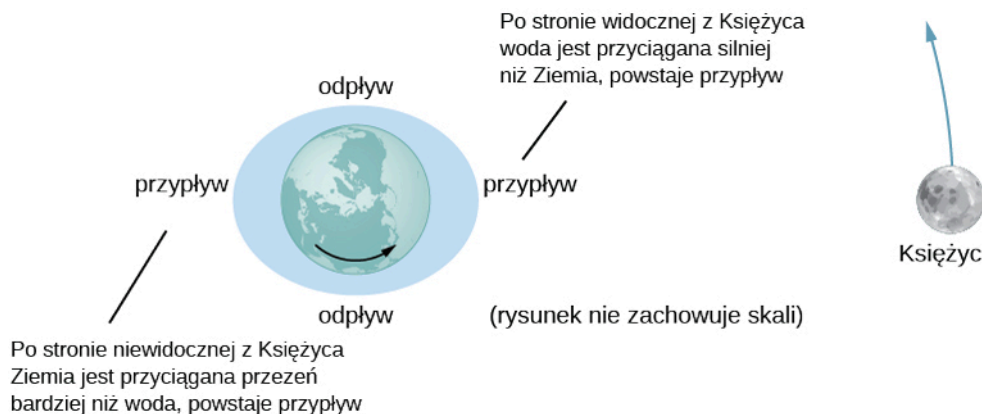 Po stronie widocznej z Księżyca
woda jest przyciągana silniej
niż Ziemia, powstaje przypływ
odpływ
przypływ
przypływ
Księżyc
odpływ
(rysunek nie zachowuje skali)
Po stronie niewidocznej z Księżyca
Ziemia jest przyciągana przezeń
bardziej niż woda, powstaje przypływ